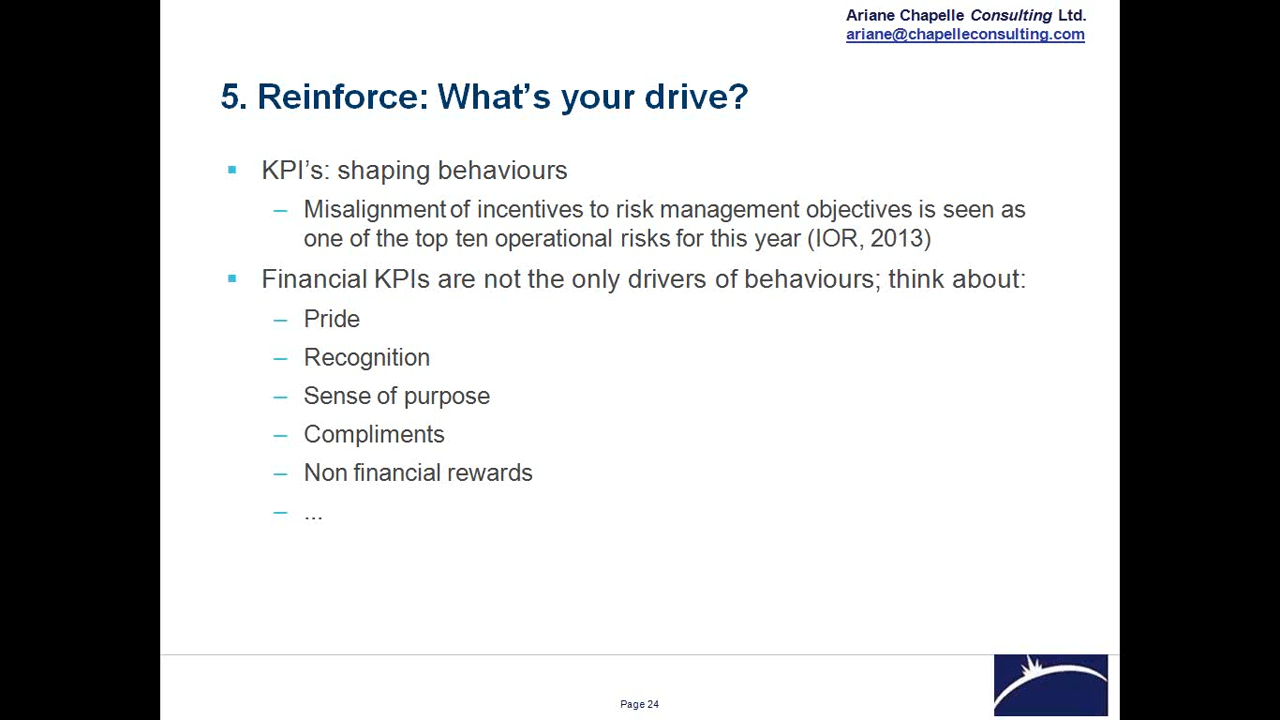 Ariane Chapelle Consulting Ltd.
ariane@chapelleconsulting.com
5. Reinforce: What’s your drive?
▪ KPI’s: shaping behaviours
– Misalignment of incentives to risk management objectives is seen as
one of the top ten operational risks for this year (IOR, 2013)
▪ Financial KPIs are not the only drivers of behaviours; think about:
– Pride
– Recognition
– Sense of purpose
– Compliments
– Non financial rewards
– ...
Page 24